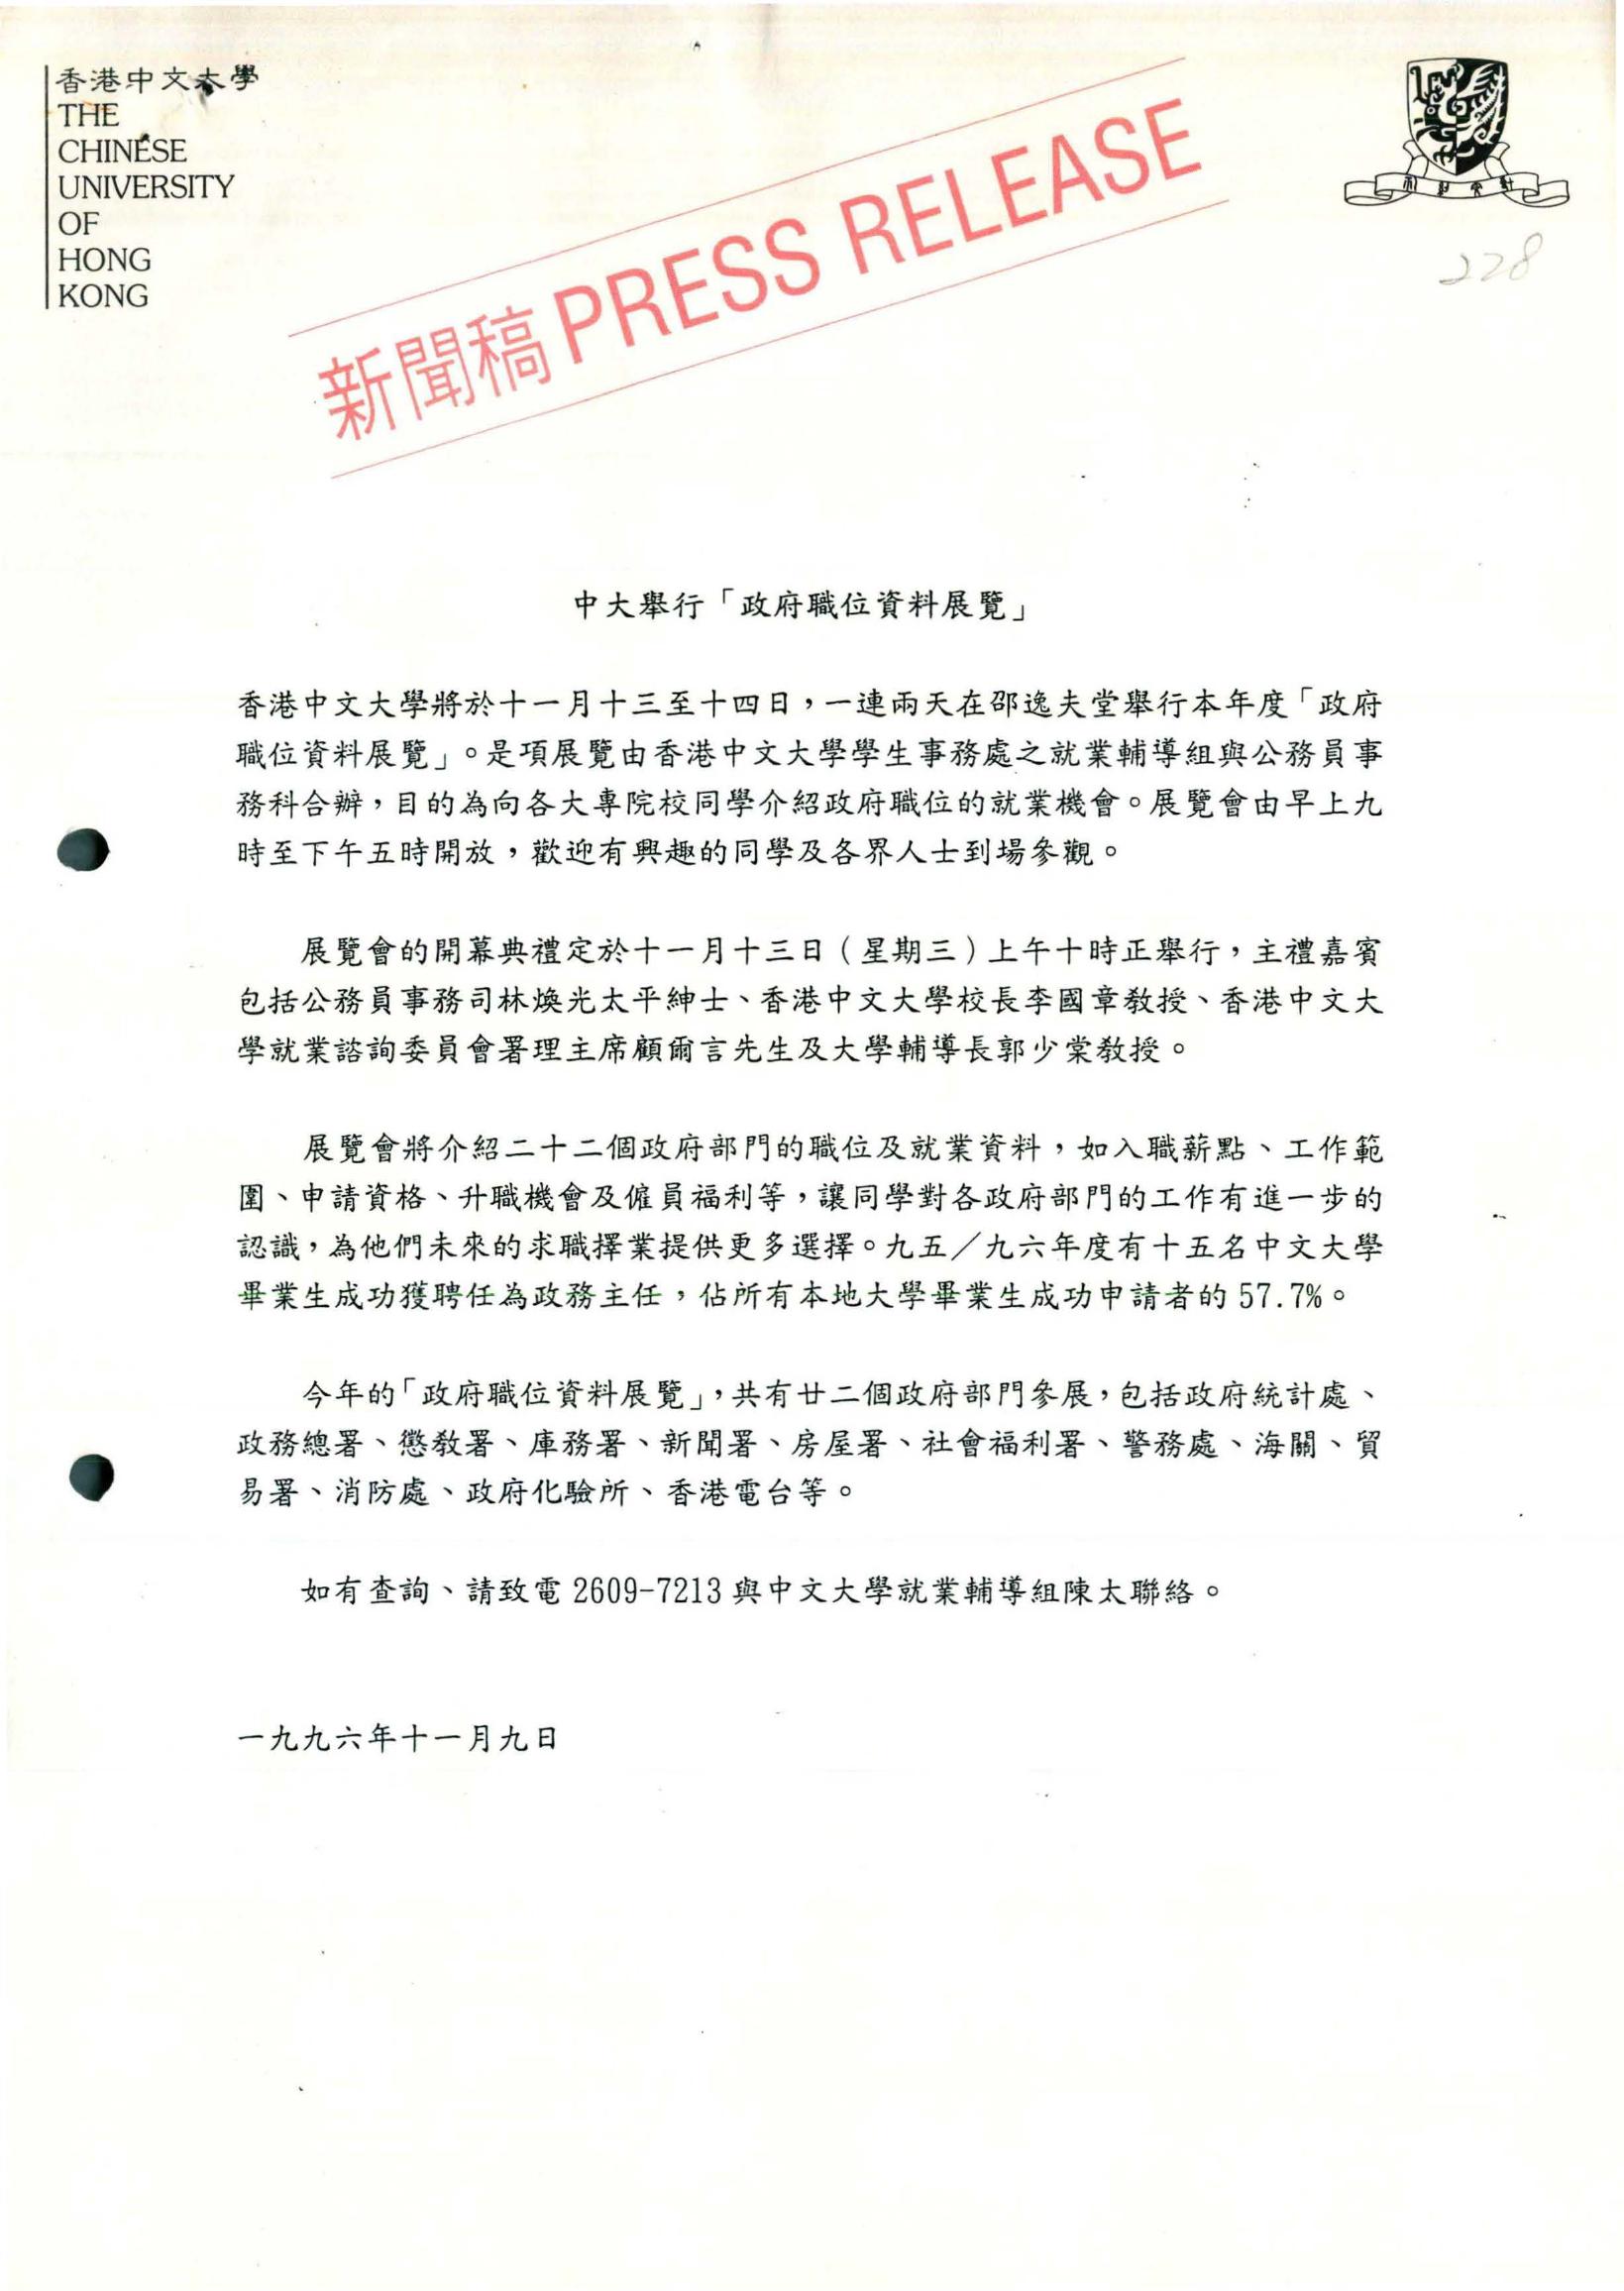 香港中文大學
THE
CHINESE
UNIVERSITY
OF
HONG
KONG
新聞稿 PRESS RELEASE
228
中大舉行「政府職位資料展覽」
香港中文大學將於十一月十三至十四日，一連兩天在邵逸夫堂舉行本年度「政府
職位資料展覽」。是項展覽由香港中文大學學生事務處之就業輔導組與公務員事
務科合辦，目的為向各大專院校同學介紹政府職位的就業機會。展覽會由早上九
時至下午五時開放，歡迎有興趣的同學及各界人士到場參觀。
展覽會的開幕典禮定於十一月十三日（星期三）上午十時正舉行，主禮嘉賓
包括公務員事務司林煥光太平紳士、香港中文大學校長李國章教授、香港中文大
學就業諮詢委員會署理主席顧爾言先生及大學輔導長郭少棠教授。
展覽會將介紹二十二個政府部門的職位及就業資料，如入職薪點、工作範
圍、申請資格、升職機會及僱員福利等，讓同學對各政府部門的工作有進一步的
認識，為他們未來的求職擇業提供更多選擇。九五／九六年度有十五名中文大學
畢業生成功獲聘任為政務主任，佔所有本地大學畢業生成功申請者的 57.7%。
今年的「政府職位資料展覽」，共有廿二個政府部門參展，包括政府統計處、
政務總署、懲教署、庫務署、新聞署、房屋署、社會福利署、警務處、海關、貿
易署、消防處、政府化驗所、香港電台等。
如有查詢、請致電 2609-7213 與中文大學就業輔導組陳太聯絡。
一九九六年十一月九日